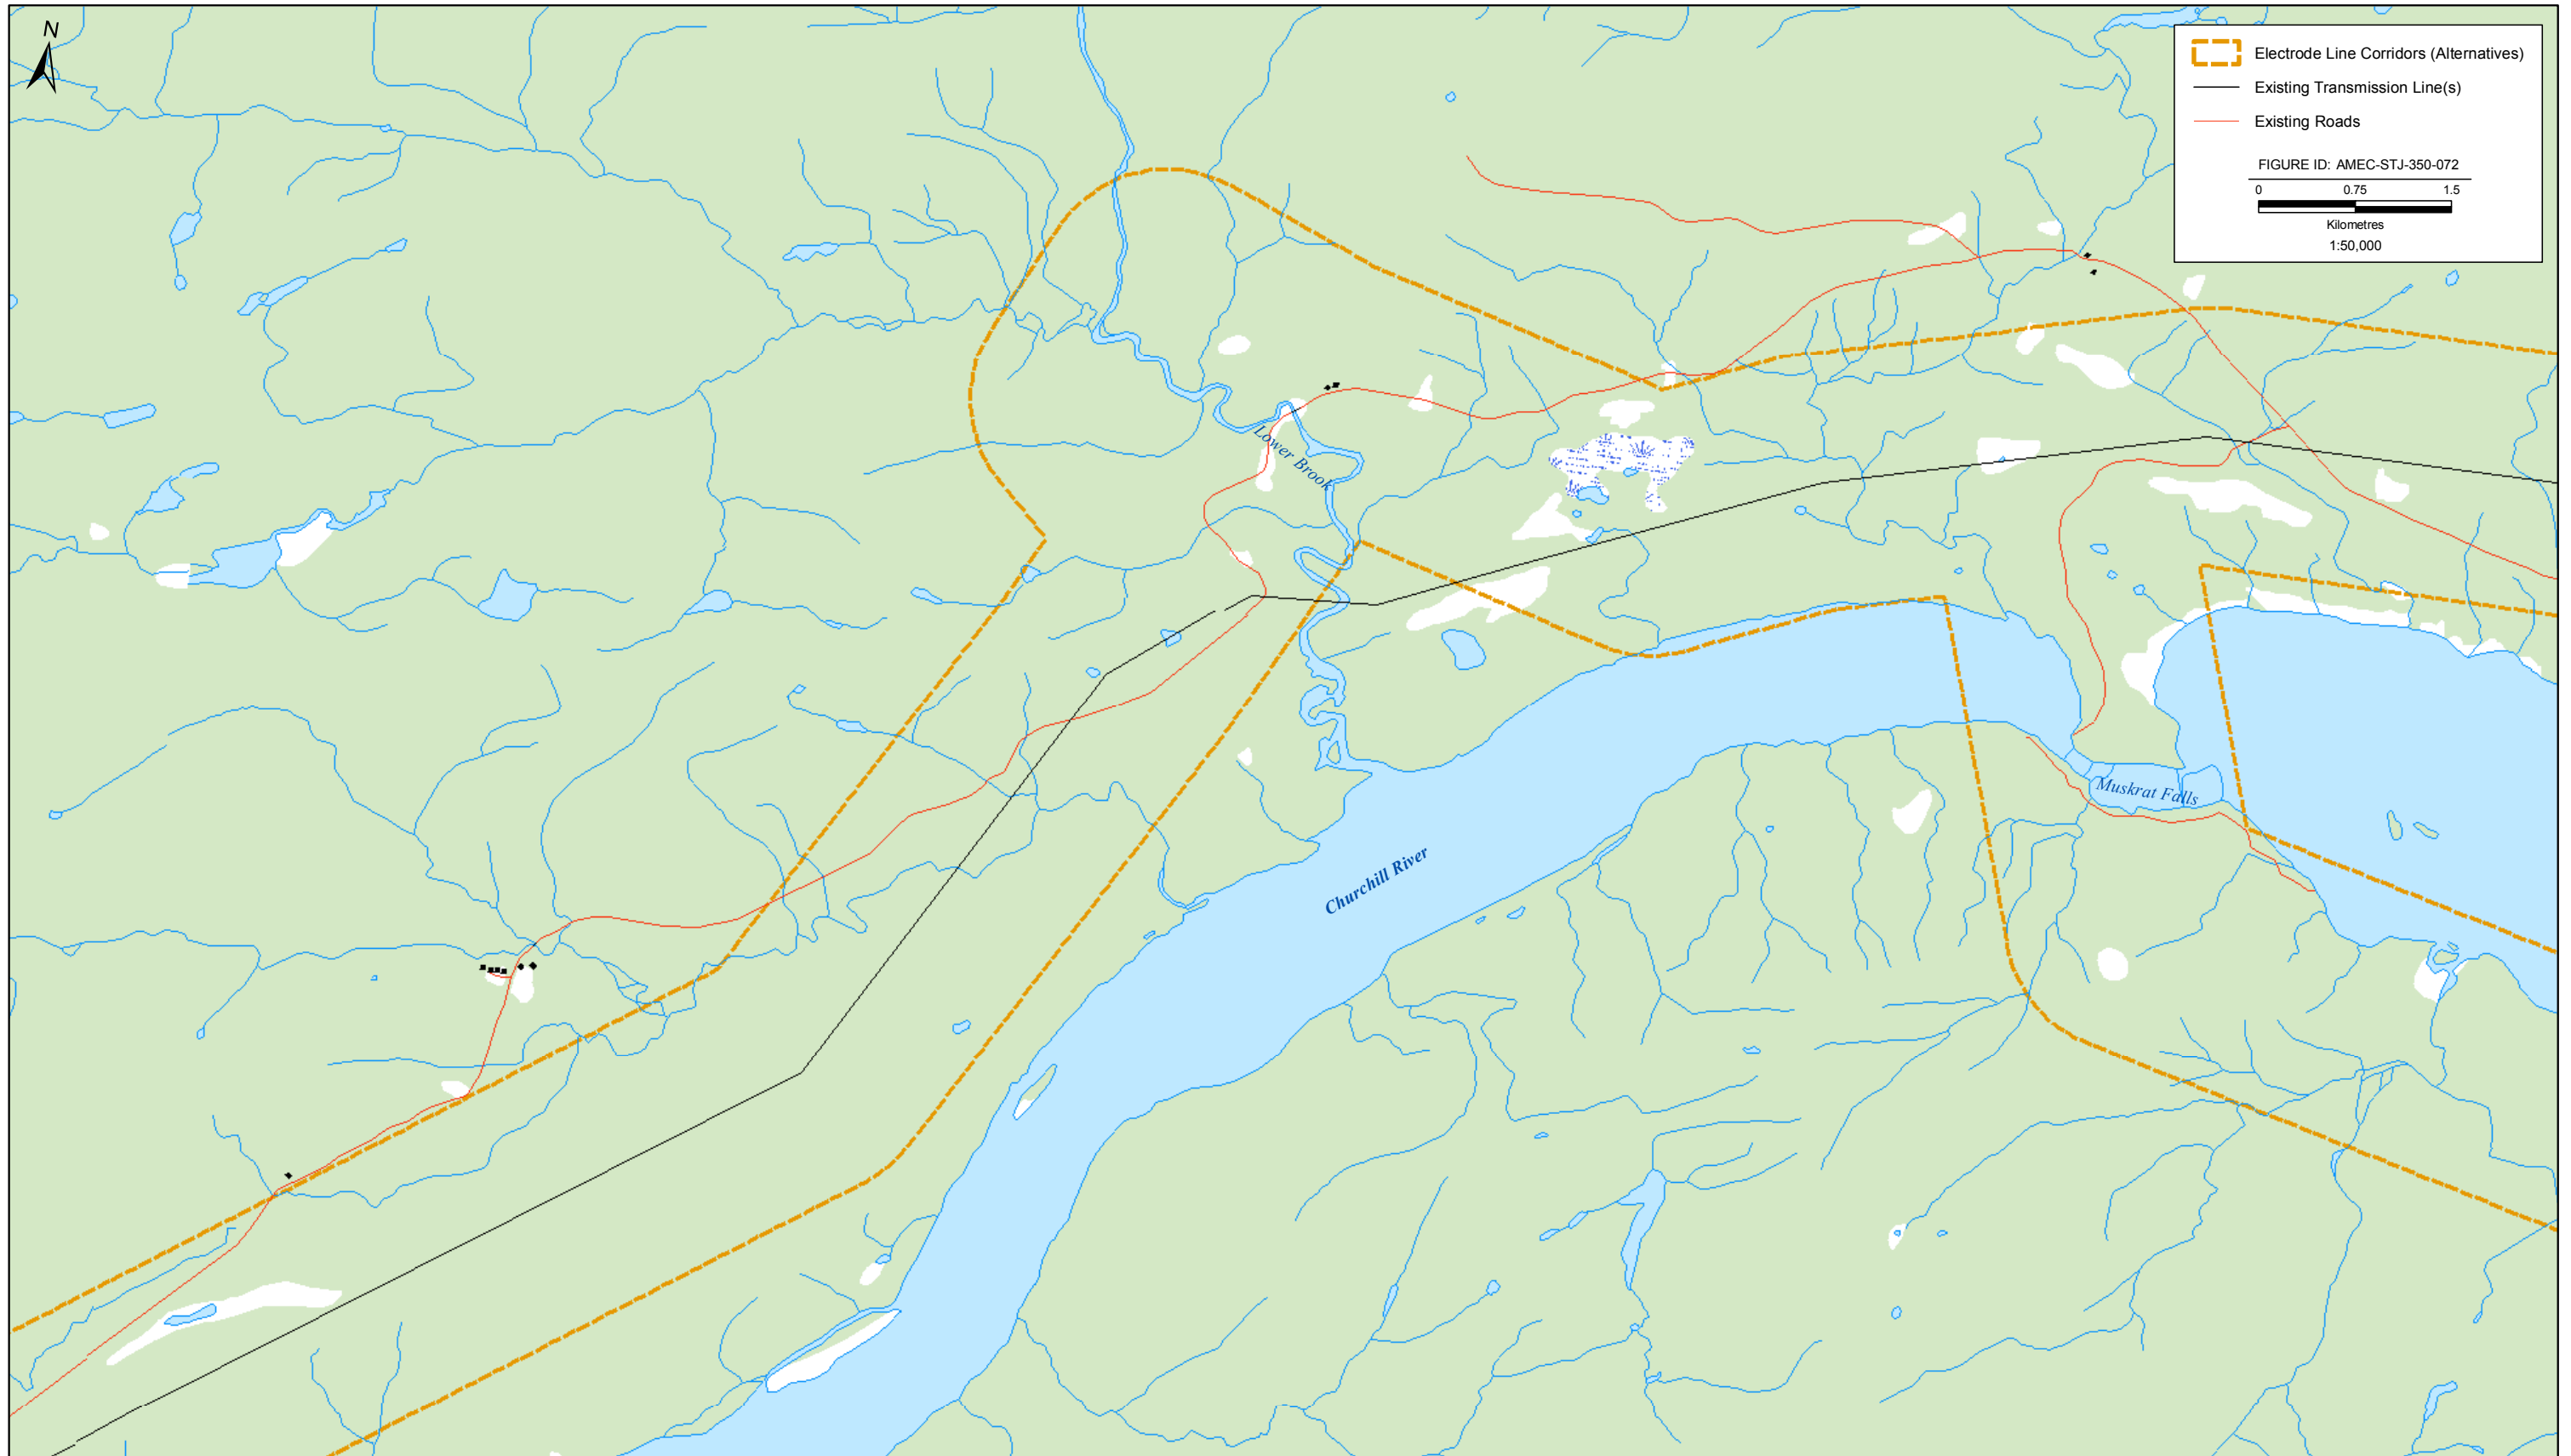 N
Electrode Line Corridors (Alternatives)
Existing Transmission Line(s)
Existing Roads
FIGURE ID: AMEC-STJ-350-072
0 0.75 1.5
Kilometres
1:50,000
Lower Brook
Muskrat Falls
Churchill River